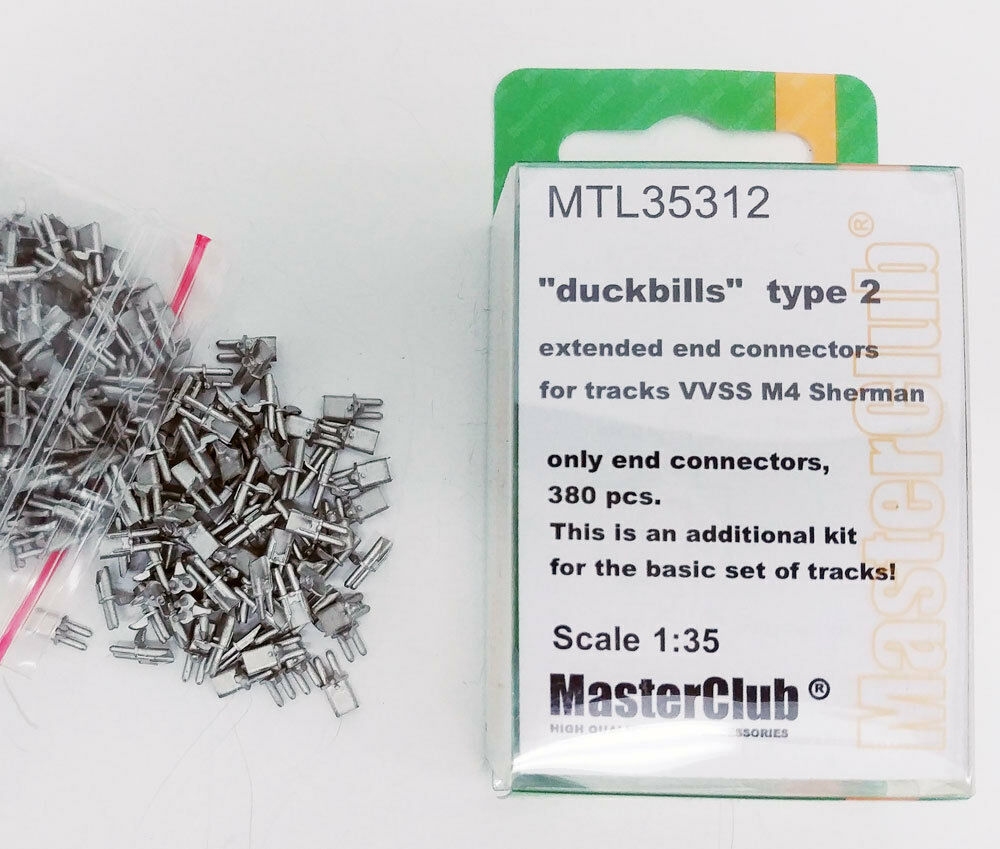 MTL35312
"duckbills" type 2
extended end connectors
for tracks VVSS M4 Sherman
only end connectors,
380 pcs.
This is an additional kit
for the basic set of tracks!
Scale 1:35
MasterClub ®
HIGH
MasterClub ®